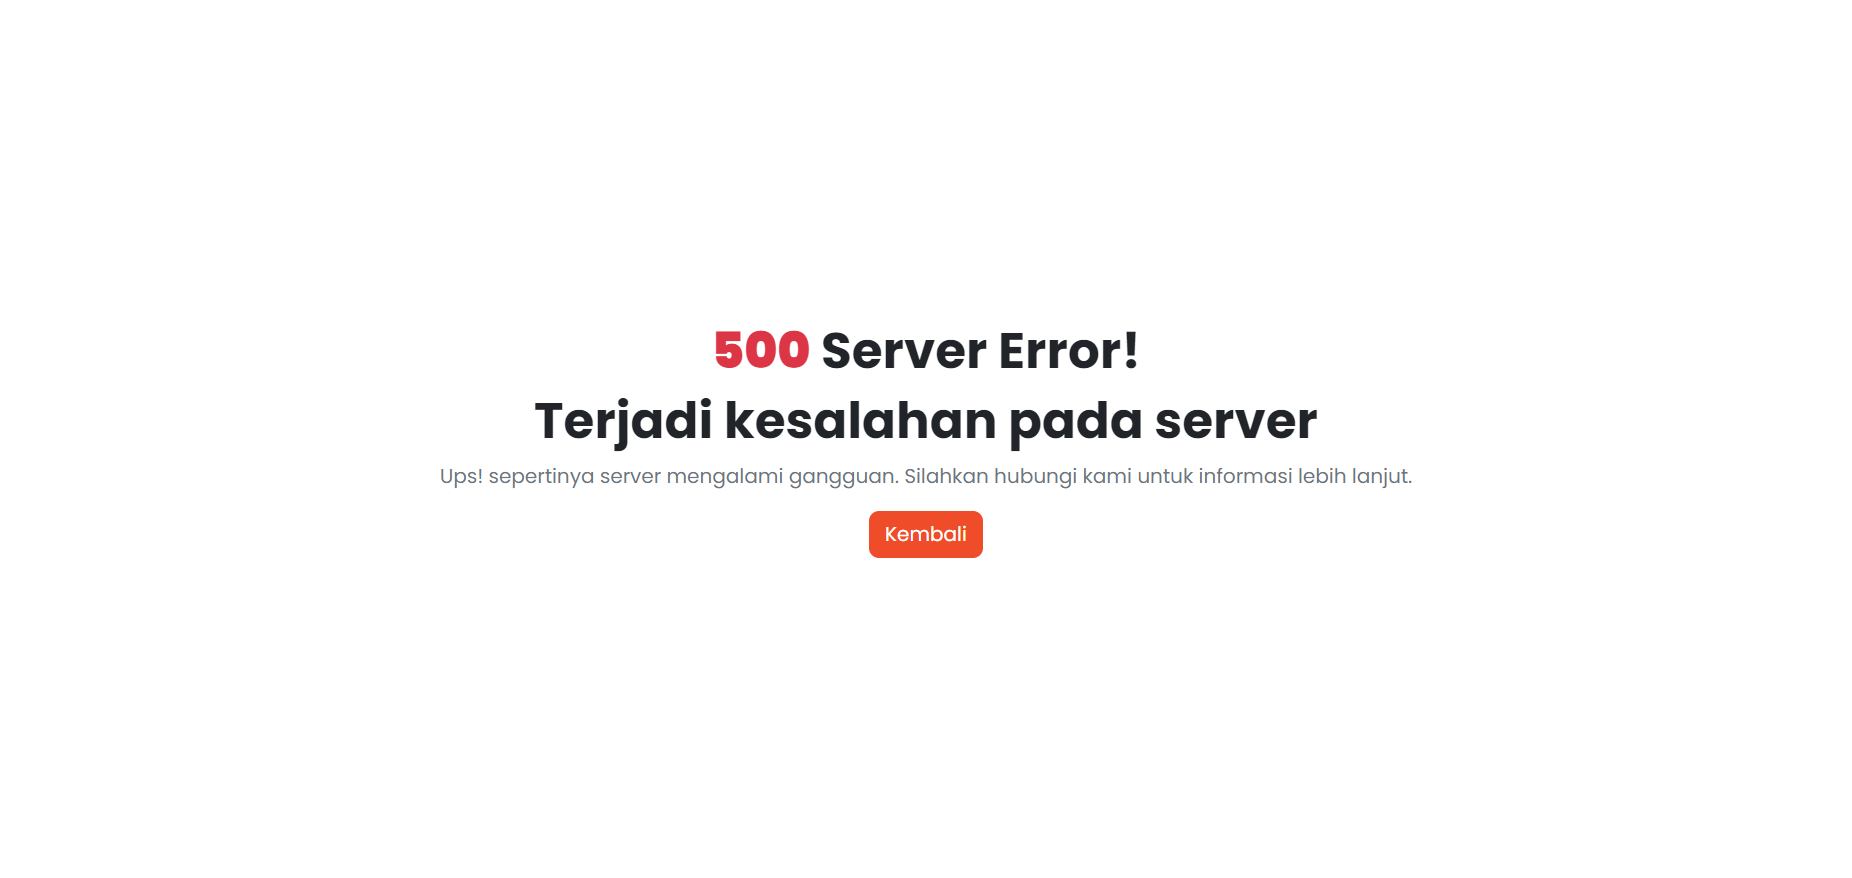 500 Server Error!
Terjadi kesalahan pada server
Ups! sepertinya server mengalami gangguan. Silahkan hubungi kami untuk informasi lebih lanjut.
Kembali